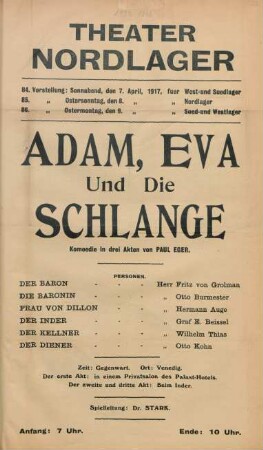 THEATER
NORDLAGER
84. Vorstellung: Sonnabend, den 7. April, 1917, fuer West-und Suedlager
85. „ Ostersonntag, den 8. „ „ Nordlager
86. „ Ostermontag, den 9. „ „ Sued-und Westlager
ADAM, EVA
Und Die
SCHLANGE
Komoedie in drei Akten von PAUL EGER.
PERSONEN.
DER BARON - - - Herr Fritz von Grolman
DIE BARONIN - - - „ Otto Burmester
FRAU VON DILLON - - - „ Hermann Auge
DER INDER - - - „ Graf E. Beissel
DER KELLNER - - - „ Wilhelm Thias
DER DIENER - - - „ Otto Kohn
Zeit: Gegenwart. Ort: Venedig.
Der erste Akt: in einem Privatsalon des Palast-Hotels.
Der zweite und dritte Akt: Beim Inder.
Spielleitung: Dr. STARK.
Anfang: 7 Uhr. Ende: 10 Uhr.